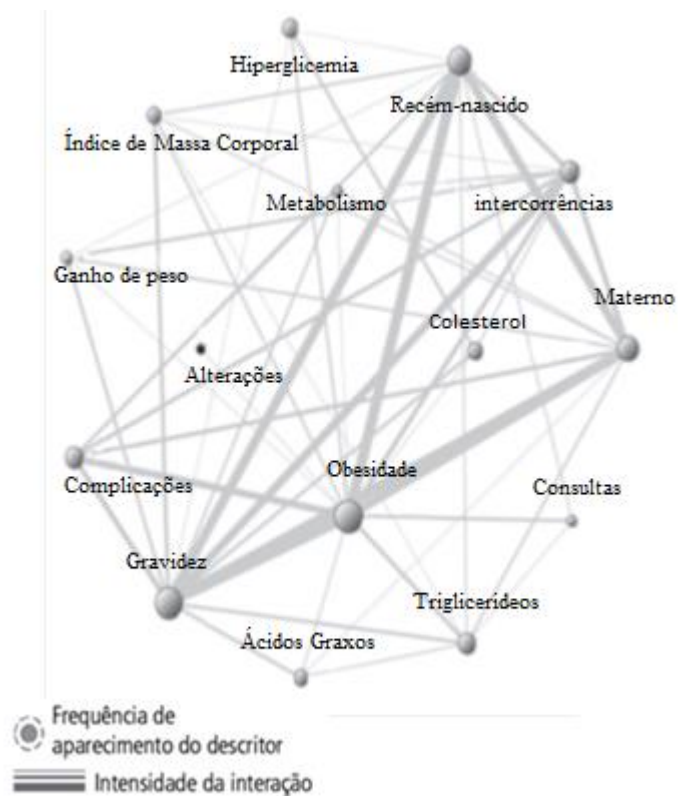 Hiperglicemia
Recém-nascido
Índice de Massa Corporal
Metabolismo
intercorrências
Ganho de peso
Materno
Colesterol
Alterações
Obesidade
Complicações
Consultas
Gravidez
Triglicerídeos
Ácidos Graxos
Frequência de
aparecimento do descritor
Intensidade da interação